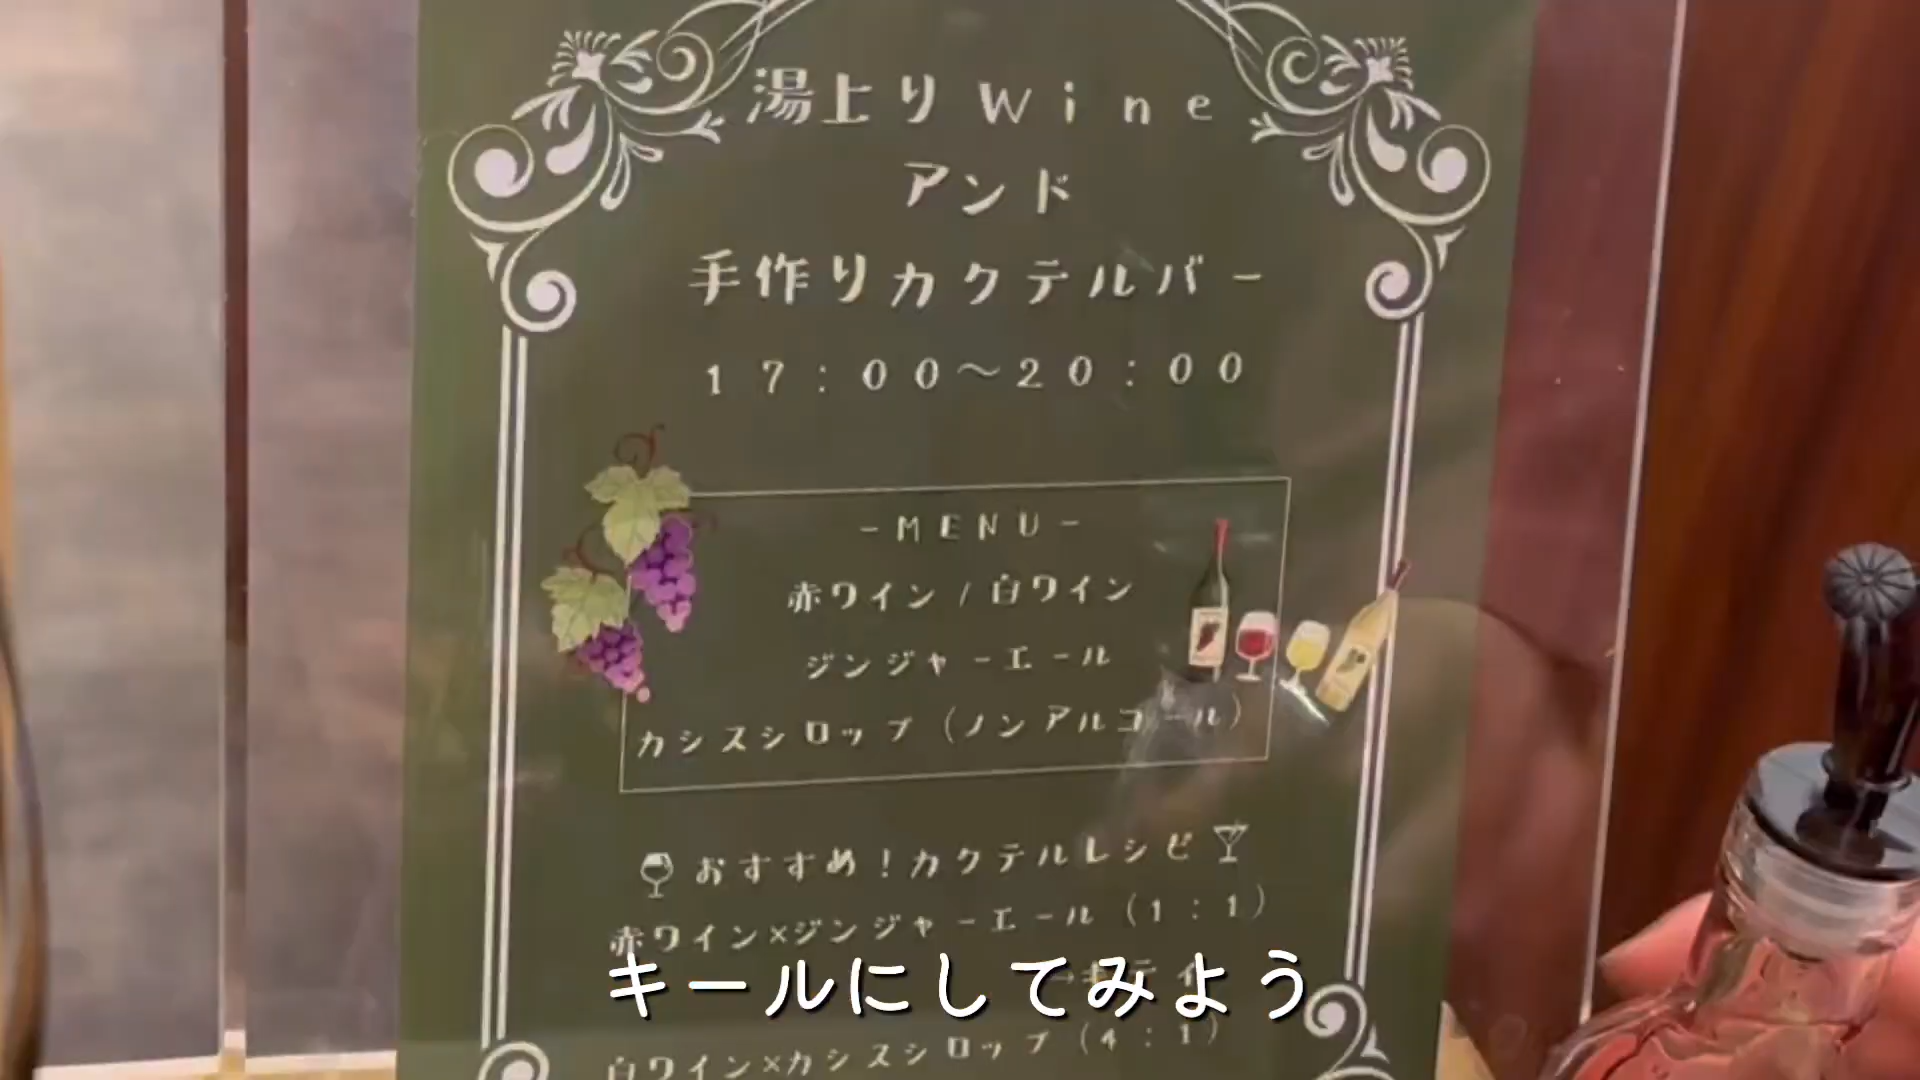 湯上りWine
アンド
手作りカクテルバー
17:00〜20:00
-MENU-
赤ワイン/白ワイン
ジンジャーエール
カシスシロップ(ノンアルコール)
おすすめ!カクテルレシピ
赤ワイン×ジンジャーエール(1:1)
キールにしてみよう
白ワイン×カシスシロップ(4:1)